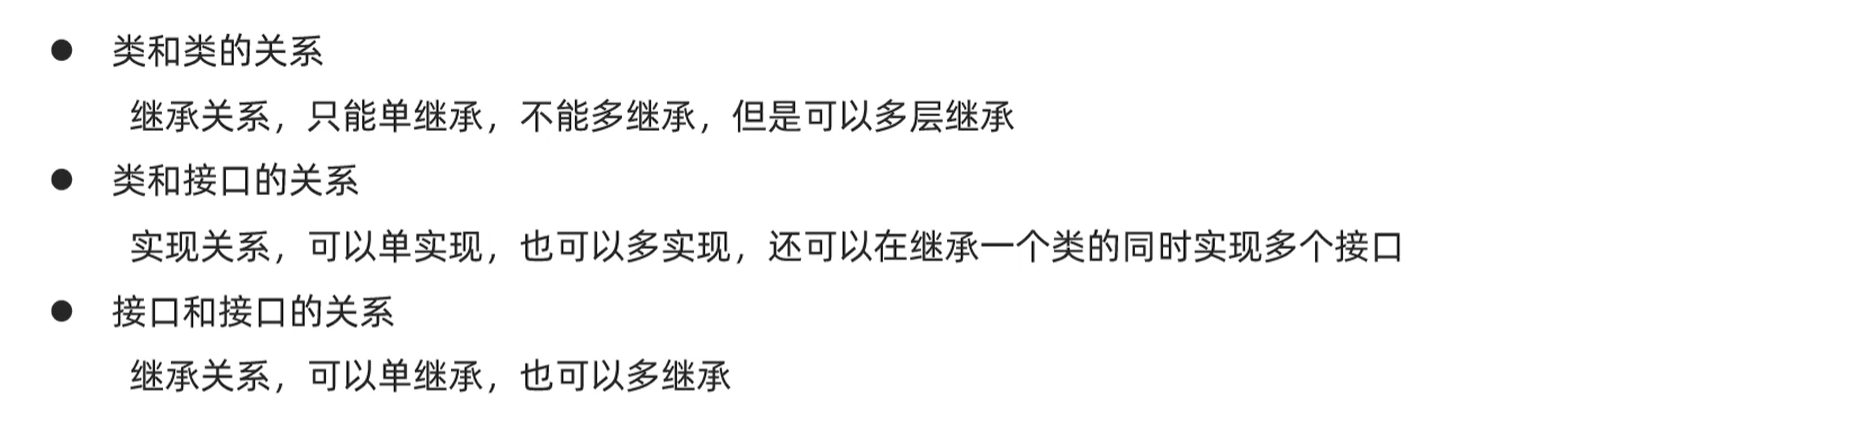 ● 类和类的关系
继承关系，只能单继承，不能多继承，但是可以多层继承
● 类和接口的关系
实现关系，可以单实现，也可以多实现，还可以在继承一个类的同时实现多个接口
● 接口和接口的关系
继承关系，可以单继承，也可以多继承